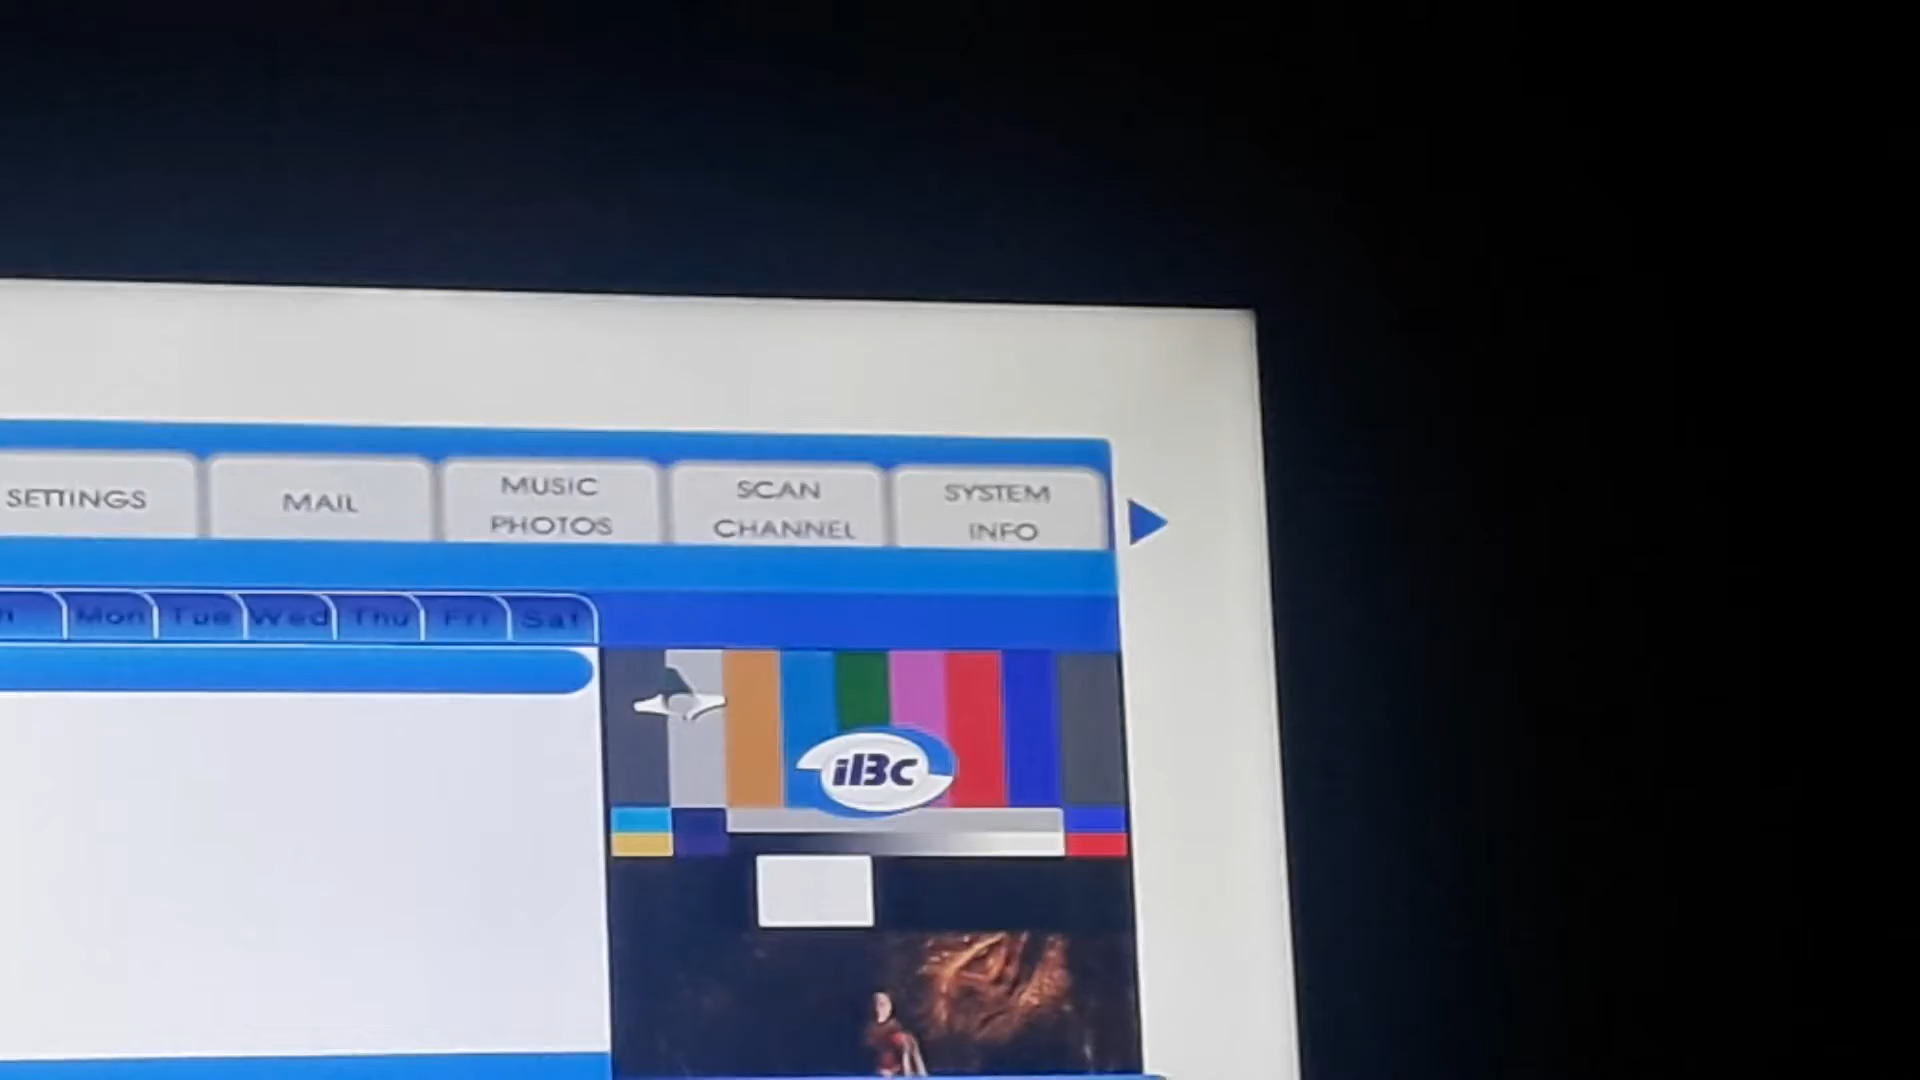 SETTINGS
MAIL
MUSIC
PHOTOS
SCAN
CHANNEL
SYSTEM
INFO
Mon Tue Wed Thu Fri Sat
iBC